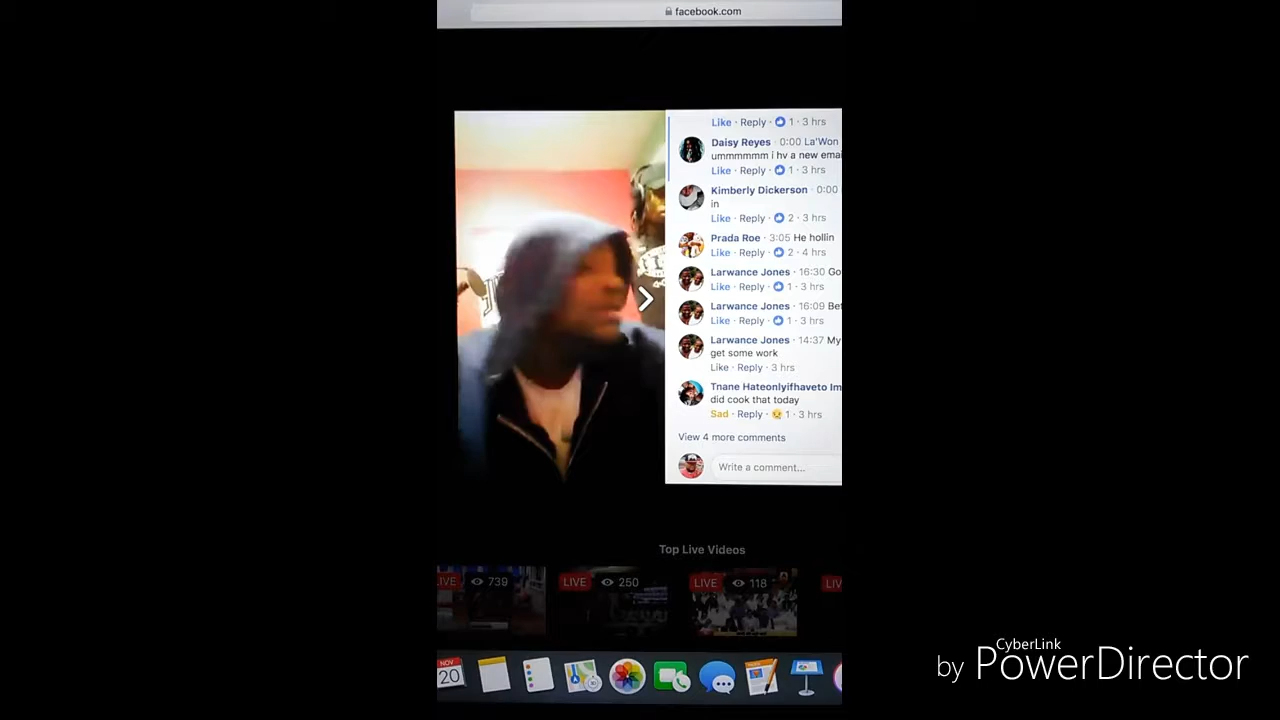 facebook.com
Like · Reply · 1 · 3 hrs
Daisy Reyes · 0:00 La'Won
ummmmmm i hv a new emai
Like · Reply · 1 · 3 hrs
Kimberly Dickerson · 0:00
in
Like · Reply · 2 · 3 hrs
Prada Roe · 3:05 He hollin
Like · Reply · 2 · 4 hrs
Larwance Jones · 16:30 Go
Like · Reply · 1 · 3 hrs
Larwance Jones · 16:09 Bet
Like · Reply · 1 · 3 hrs
Larwance Jones · 14:37 My
get some work
Like · Reply · 3 hrs
Tnane Hateonlyifhaveto Im
did cook that today
Sad · Reply · 1 · 3 hrs
View 4 more comments
Write a comment...
Top Live Videos
LIVE 739
LIVE 250
LIVE 118
LIV
NOV
20
CyberLink
by PowerDirector